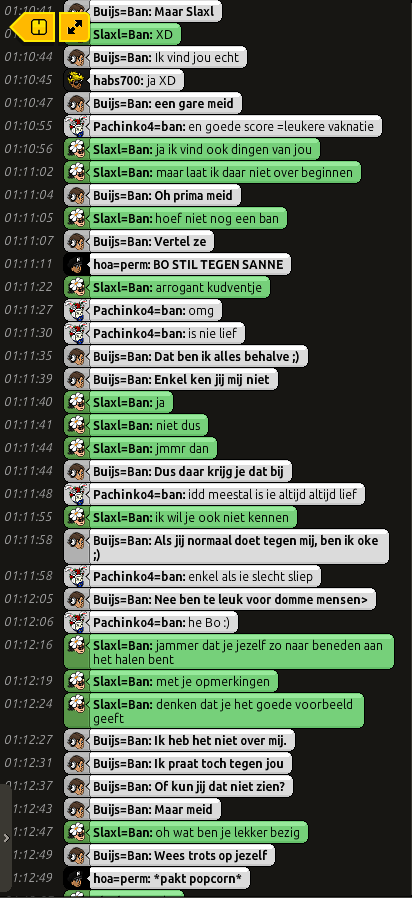 01:10:41 Buijs=Ban: Maar Slaxl
Slaxl=Ban: XD
01:10:44 Buijs=Ban: Ik vind jou echt
01:10:45 habs700: ja XD
01:10:47 Buijs=Ban: een gare meid
01:10:55 Pachinko4=ban: en goede score =leukere vaknatie
01:10:56 Slaxl=Ban: ja ik vind ook dingen van jou
01:11:02 Slaxl=Ban: maar laat ik daar niet over beginnen
01:11:04 Buijs=Ban: Oh prima meid
01:11:05 Slaxl=Ban: hoef niet nog een ban
01:11:07 Buijs=Ban: Vertel ze
01:11:11 hoa=perm: BO STIL TEGEN SANNE
01:11:22 Slaxl=Ban: arrogant kudventje
01:11:27 Pachinko4=ban: omg
01:11:30 Pachinko4=ban: is nie lief
01:11:35 Buijs=Ban: Dat ben ik alles behalve ;)
01:11:39 Buijs=Ban: Enkel ken jij mij niet
01:11:40 Slaxl=Ban: ja
01:11:41 Slaxl=Ban: niet dus
01:11:44 Slaxl=Ban: jmmr dan
01:11:44 Buijs=Ban: Dus daar krijg je dat bij
01:11:48 Pachinko4=ban: idd meestal is ie altijd altijd lief
01:11:55 Slaxl=Ban: ik wil je ook niet kennen
01:11:58 Buijs=Ban: Als jij normaal doet tegen mij, ben ik oke
;)
01:11:58 Pachinko4=ban: enkel als ie slecht sliep
01:12:05 Buijs=Ban: Nee ben te leuk voor domme mensen>
01:12:06 Pachinko4=ban: he Bo :)
01:12:16 Slaxl=Ban: jammer dat je jezelf zo naar beneden aan
het halen bent
01:12:19 Slaxl=Ban: met je opmerkingen
01:12:24 Slaxl=Ban: denken dat je het goede voorbeeld
geeft
01:12:27 Buijs=Ban: Ik heb het niet over mij.
01:12:31 Buijs=Ban: Ik praat toch tegen jou
01:12:37 Buijs=Ban: Of kun jij dat niet zien?
01:12:43 Buijs=Ban: Maar meid
01:12:47 Slaxl=Ban: oh wat ben je lekker bezig
01:12:49 Buijs=Ban: Wees trots op jezelf
01:12:49 hoa=perm: *pakt popcorn*